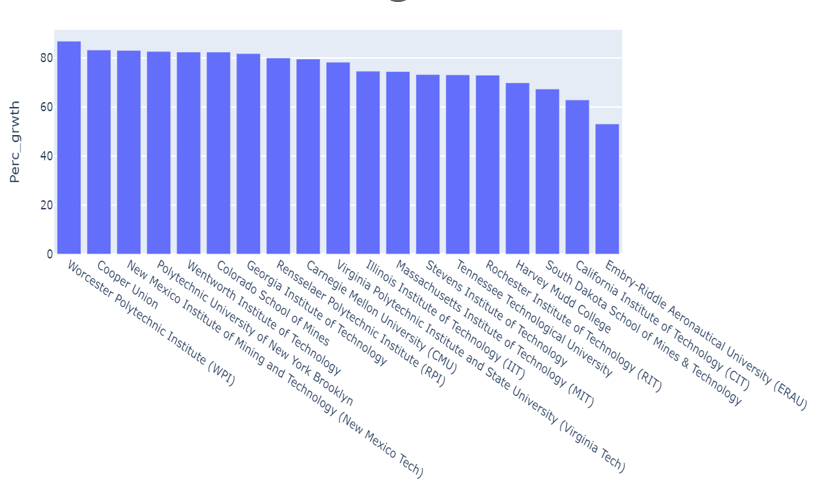 Perc_grwth
80
60
40
20
0
Worcester Polytechnic Institute (WPI)
Cooper Union
New Mexico Institute of Mining and Technology (New Mexico Tech)
Polytechnic University of New York Brooklyn
Wentworth Institute of Technology
Colorado School of Mines
Georgia Institute of Technology
Rensselaer Polytechnic Institute (RPI)
Carnegie Mellon University (CMU)
Virginia Polytechnic Institute and State University (Virginia Tech)
Illinois Institute of Technology (IIT)
Massachusetts Institute of Technology (MIT)
Stevens Institute of Technology
Tennessee Technological University
Rochester Institute of Technology (RIT)
Harvey Mudd College
South Dakota School of Mines & Technology
California Institute of Technology (CIT)
Embry-Riddle Aeronautical University (ERAU)